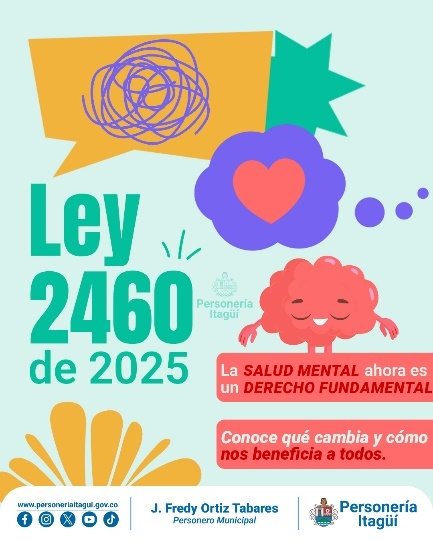 Ley
2460
de 2025
Personería
Itagüí
La SALUD MENTAL ahora es
un DERECHO FUNDAMENTAL
Conoce qué cambia y cómo
nos beneficia a todos.
www.personeriaitagui.gov.co
J. Fredy Ortiz Tabares
Personero Municipal
Personería
Itagüí